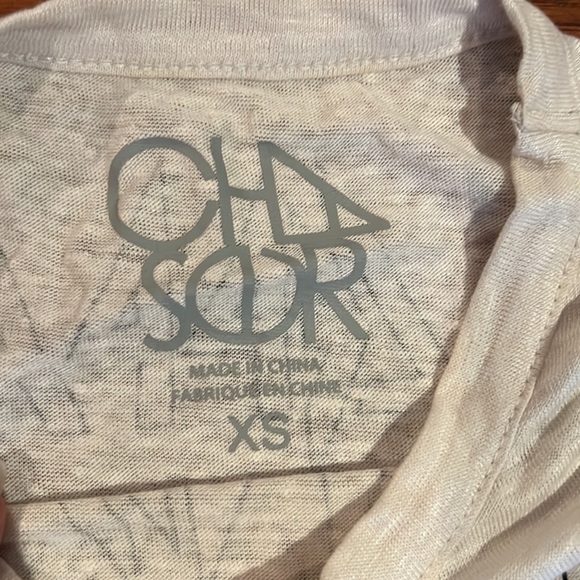 CHA
SER
MADE IN CHINA
FABRIQUE EN CHINE
XS